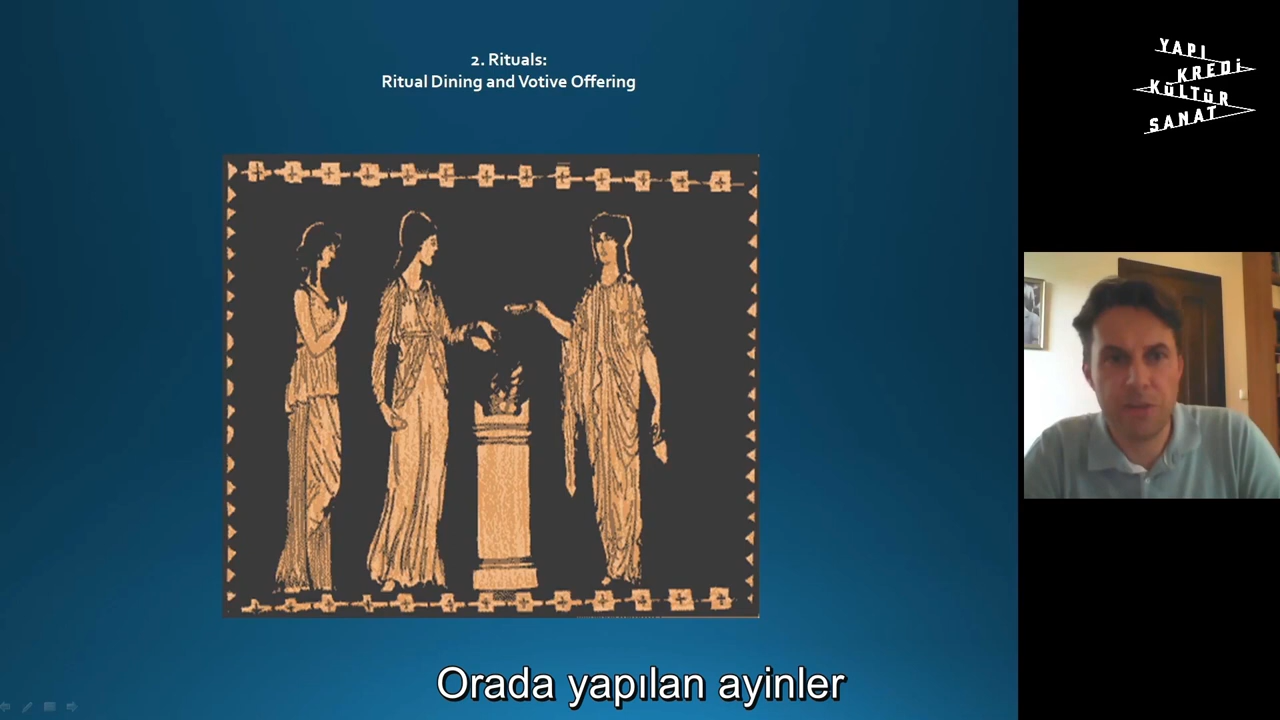 2. Rituals:
Ritual Dining and Votive Offering
YAPI
KREDi
KüLTüR
SANAT
Orada yapılan ayinler